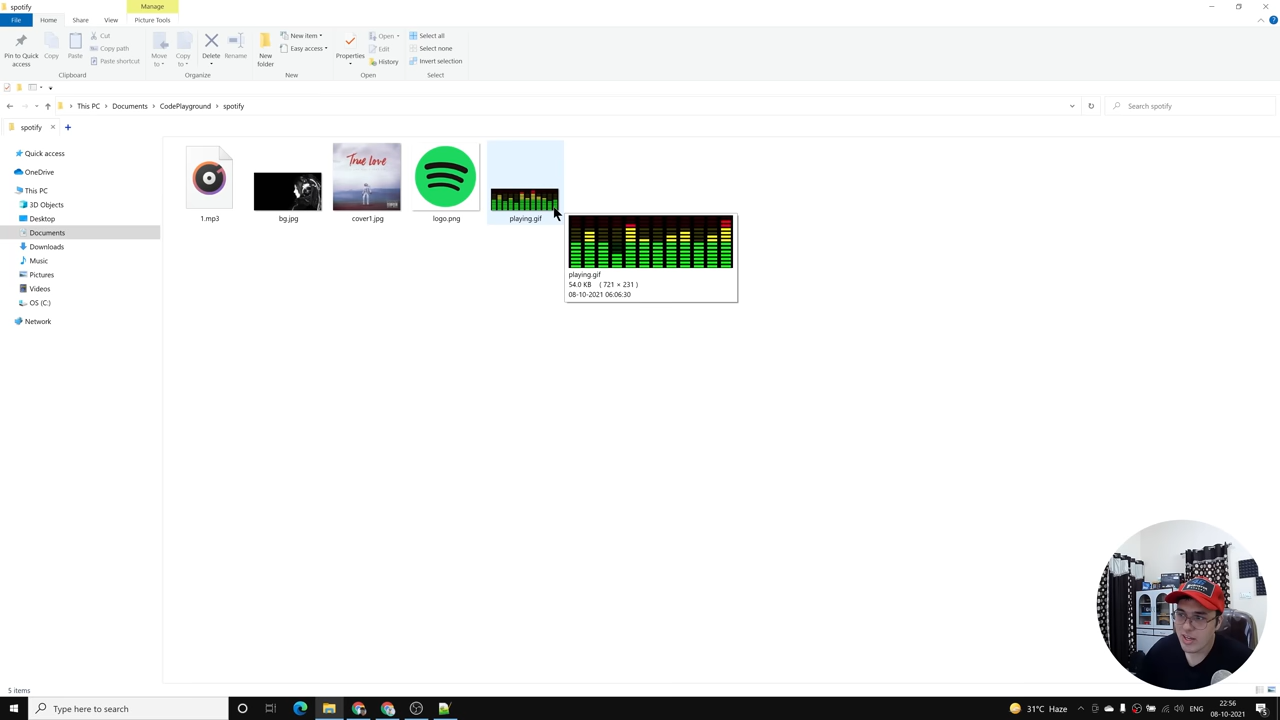 spotify
Manage
File
Home
Share
View
Picture Tools
Pin to Quick access
Copy
Paste
Cut
Copy path
Paste shortcut
Clipboard
Move to
Copy to
Delete
Rename
Organize
New folder
New item
Easy access
New
Properties
Open
Edit
History
Open
Select all
Select none
Invert selection
Select
This PC
Documents
CodePlayground
spotify
Search spotify
spotify
Quick access
OneDrive
This PC
3D Objects
Desktop
Documents
Downloads
Music
Pictures
Videos
OS (C:)
Network
True love
1.mp3
bg.jpg
cover1.jpg
logo.png
playing.gif
playing.gif
54.0 KB ( 721 × 231 )
08-10-2021 06:06:30
5 items
Type here to search
31°C Haze
ENG
22:56
08-10-2021
5